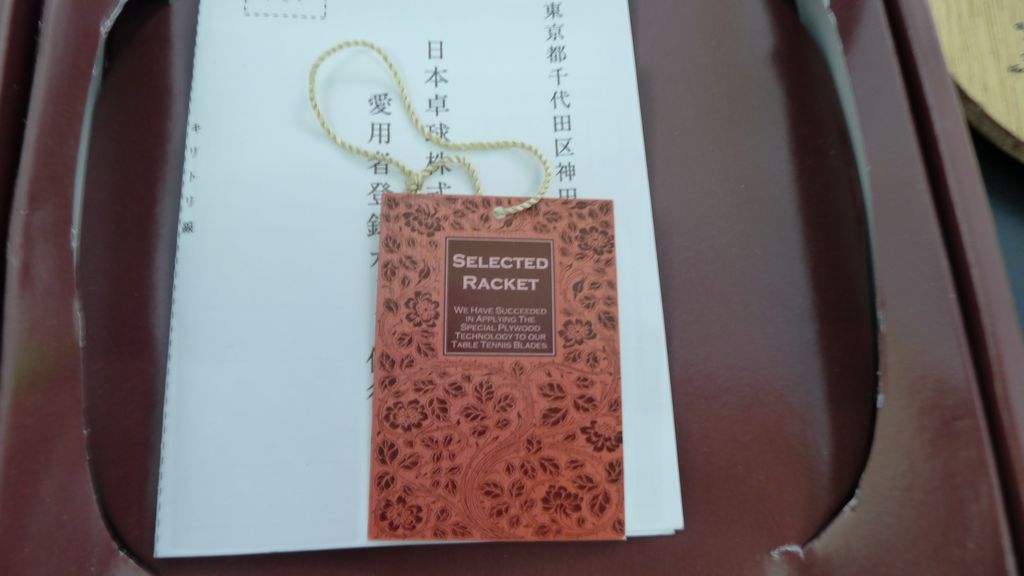 東京都千代田区神田
日本卓球株式
愛用者登録
キリトリ線
SELECTED
RACKET
WE HAVE SUCCEEDED
IN APPLYING THE
SPECIAL PLYWOOD
TECHNOLOGY TO OUR
TABLE TENNIS BLADES